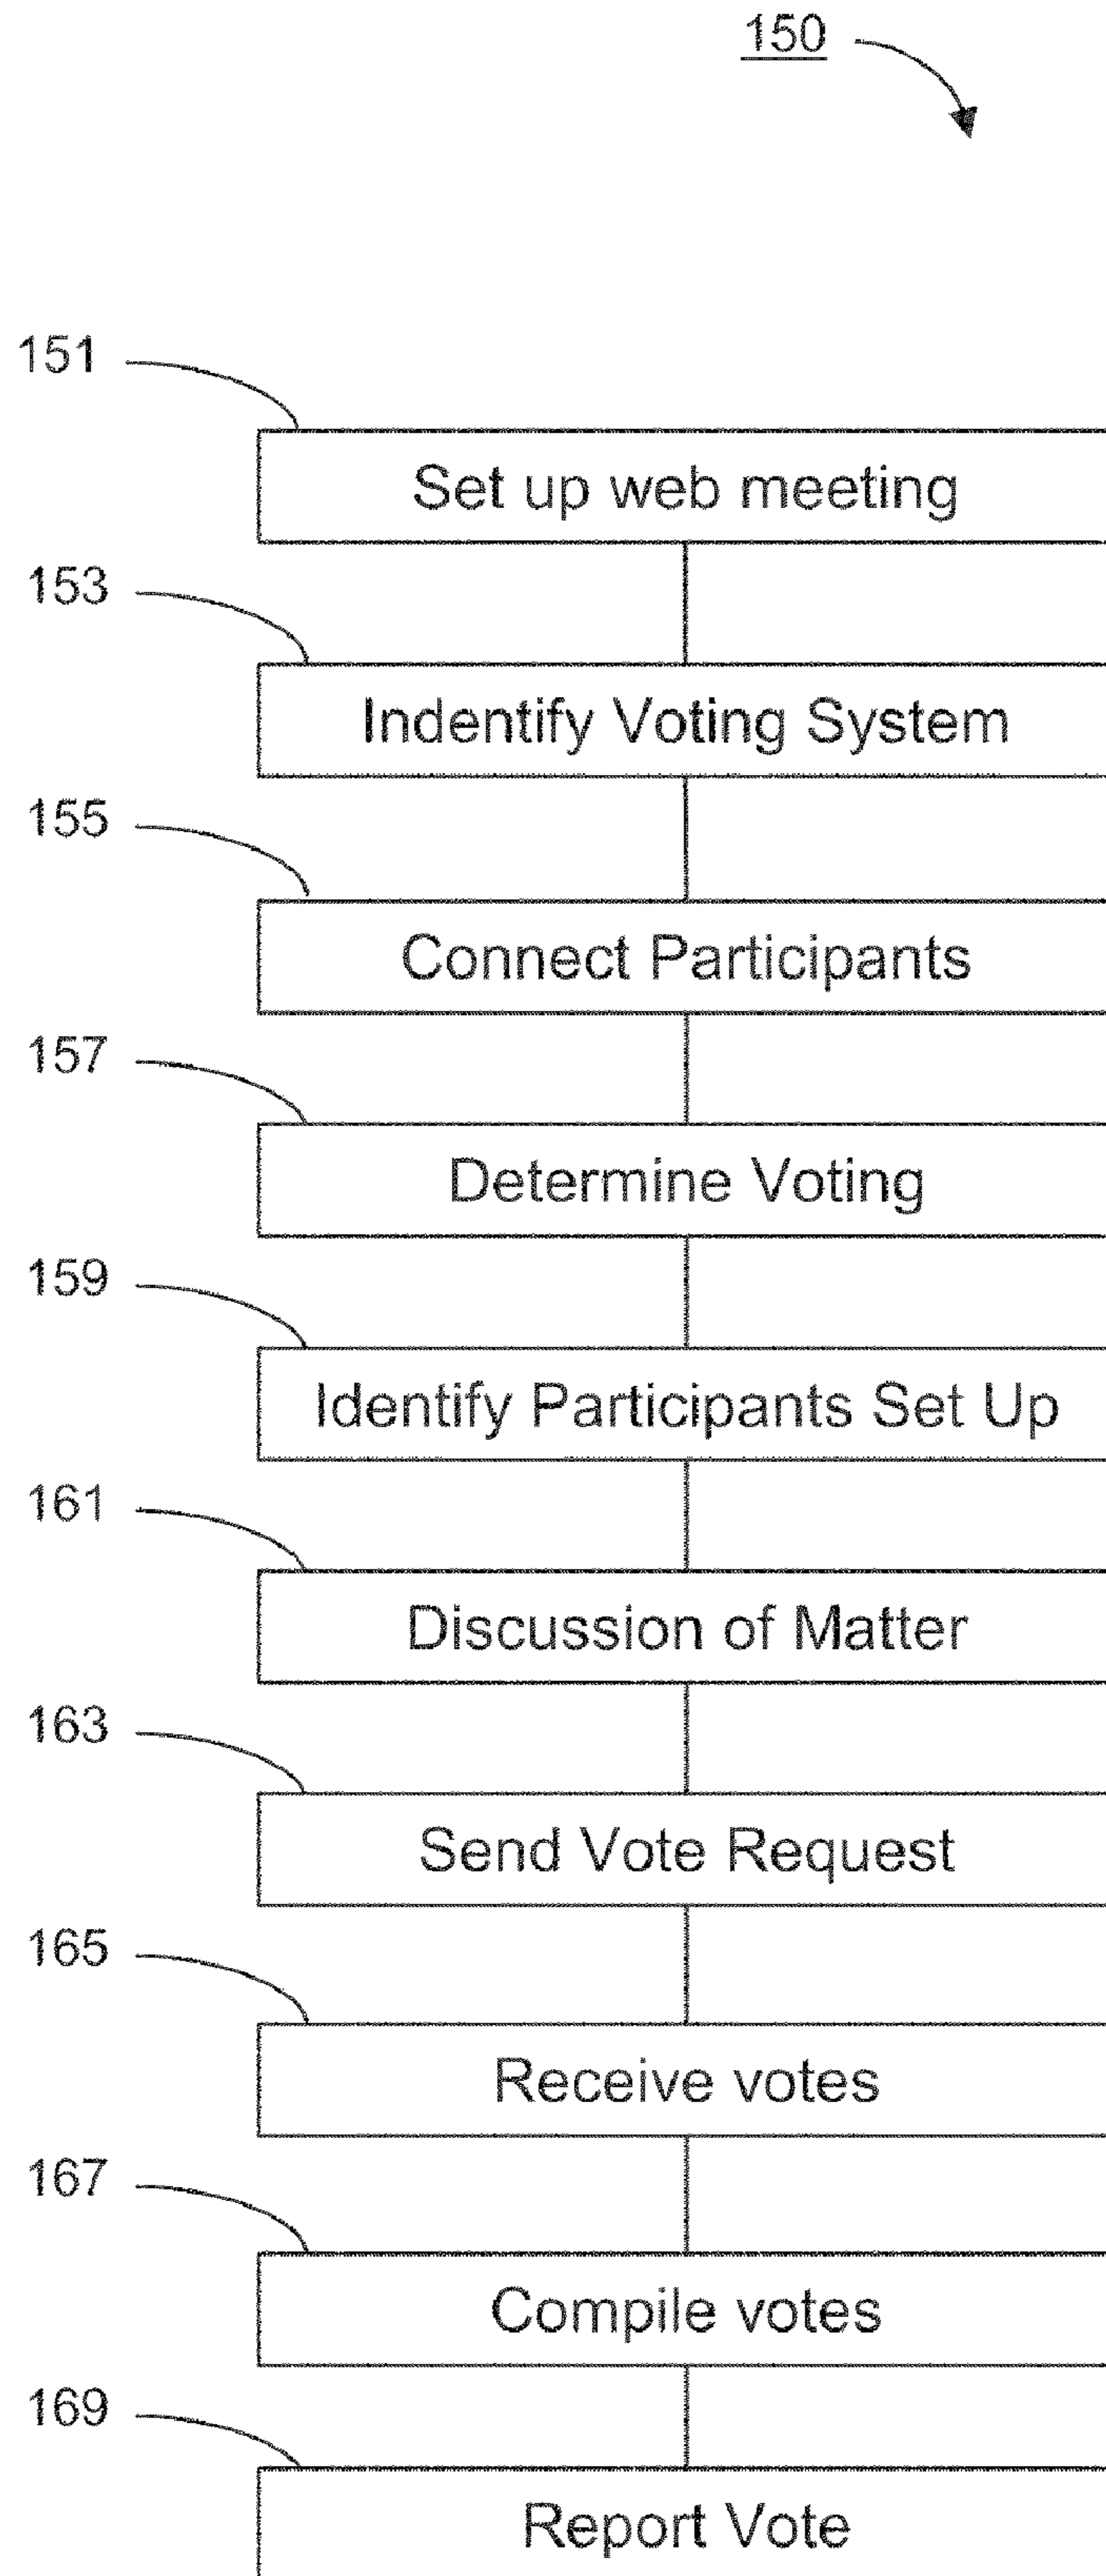 150
151
Set up web meeting
153
Indentify Voting System
155
Connect Participants
157
Determine Voting
159
Identify Participants Set Up
161
Discussion of Matter
163
Send Vote Request
165
Receive votes
167
Compile votes
169
Report Vote